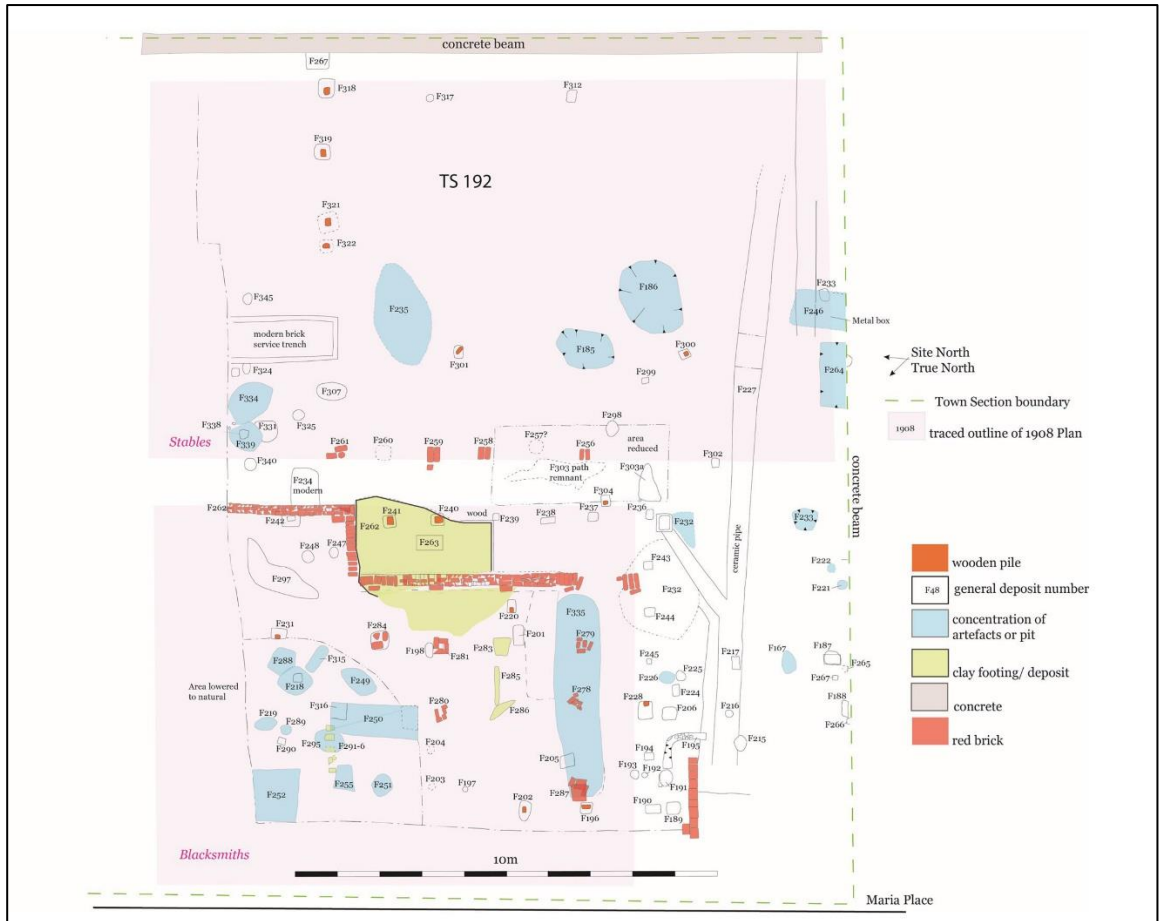 concrete beam
F267
F318
F317
F312
F319
TS 192
F321
F322
F345
F235
F186
F233
F246
Metal box
modern brick
service trench
F185
F301
F300
F264
Site North
True North
F324
F299
F227
F307
Town Section boundary
F334
F338
F331
F325
F298
1908
traced outline of 1908 Plan
Stables
F339
F261
F260
F259
F258
F257?
F256
area
reduced
F340
F234
modern
F303 path
remnant
F303a
F302
concrete beam
F304
F262
F242
F262
F241
F240
wood
F239
F238
F237
F236
F232
F233
F263
ceramic pipe
F248
F247
F297
F243
F222
F232
F221
wooden pile
F48
general deposit number
F220
F335
F244
concentration of
artefacts or pit
F231
F284
F201
F279
F198
F281
F283
F245
F217
F167
F187
F265
clay footing/ deposit
F288
F315
F218
F249
F226
F225
F267
F224
concrete
Area lowered
to natural
F285
F278
F228
F206
F216
F188
F266
red brick
F316
F280
F286
F219
F289
F250
F290
F295
F291-6
F204
F205
F194
F195
F215
F252
F255
F251
F203
F197
F287
F193
F192
F191
F202
F196
F190
F189
Blacksmiths
10m
Maria Place